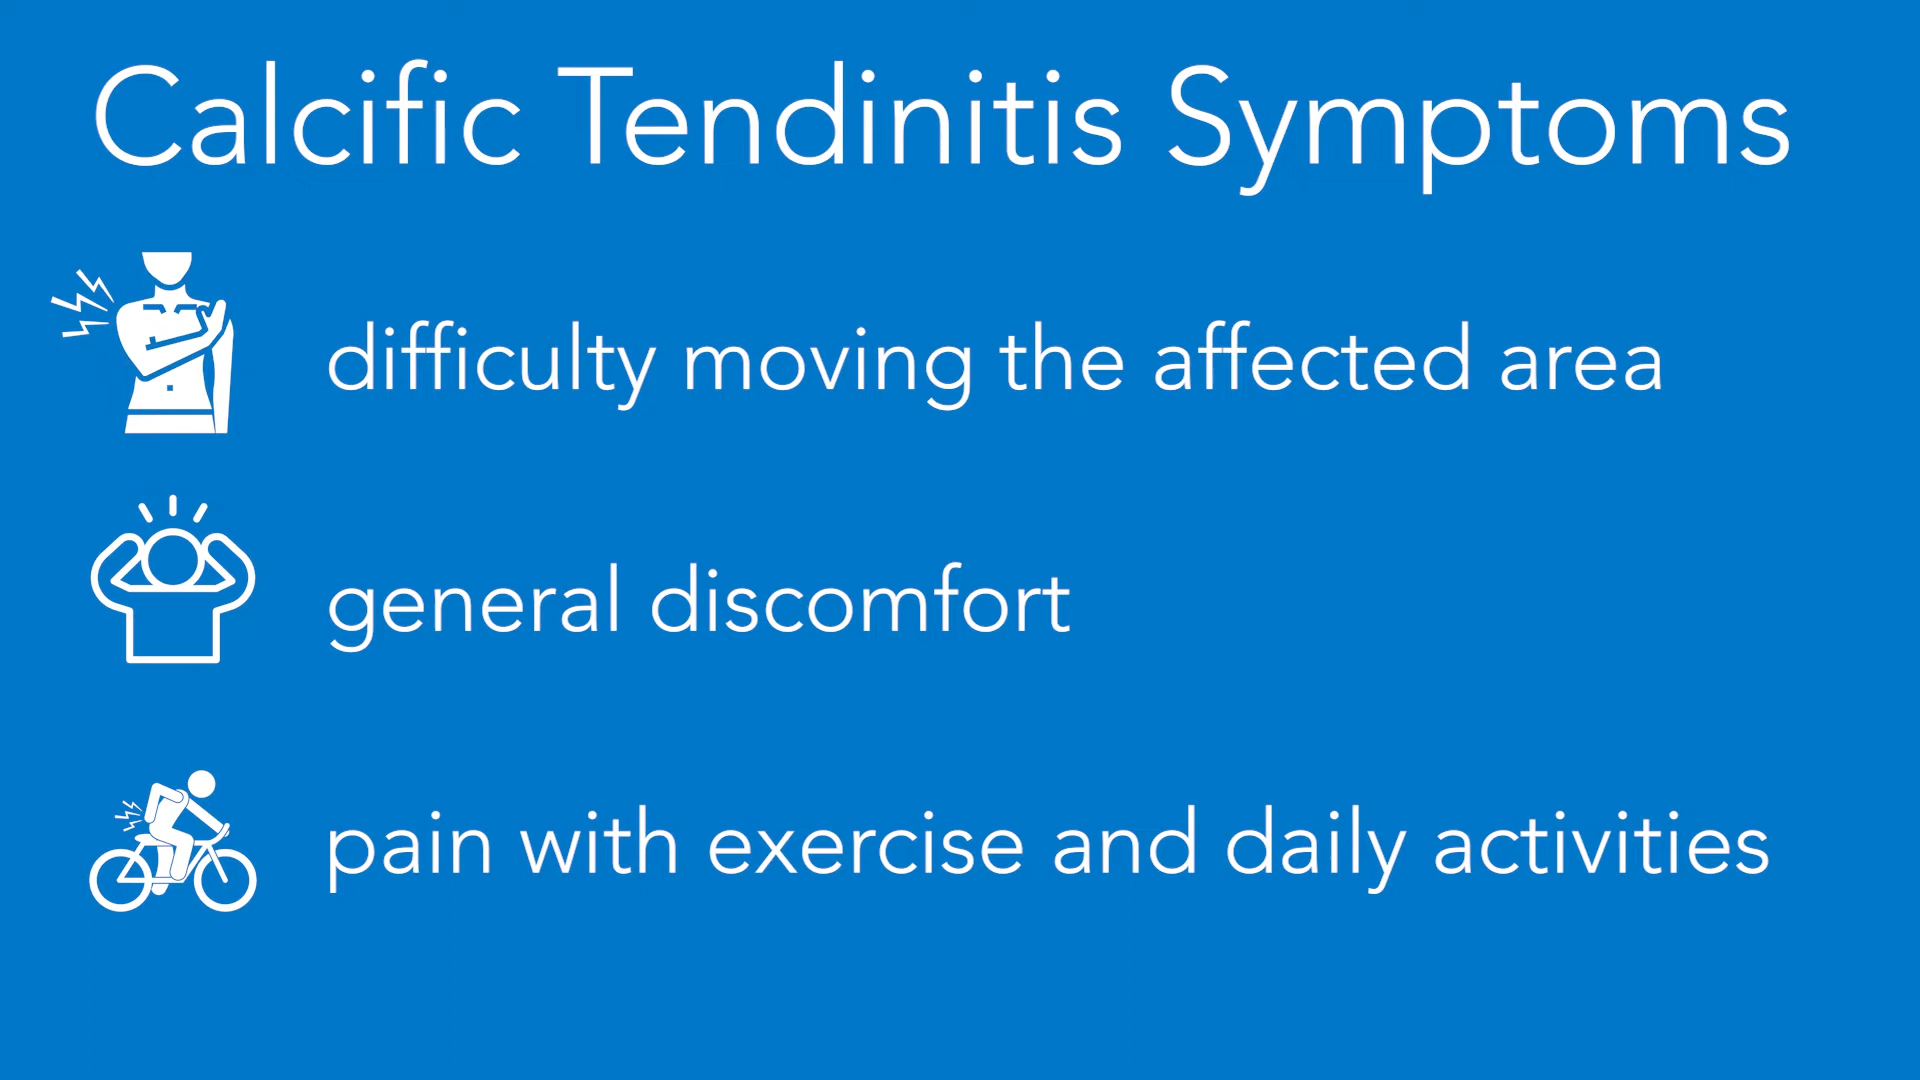 Calcific Tendinitis Symptoms
difficulty moving the affected area
general discomfort
pain with exercise and daily activities